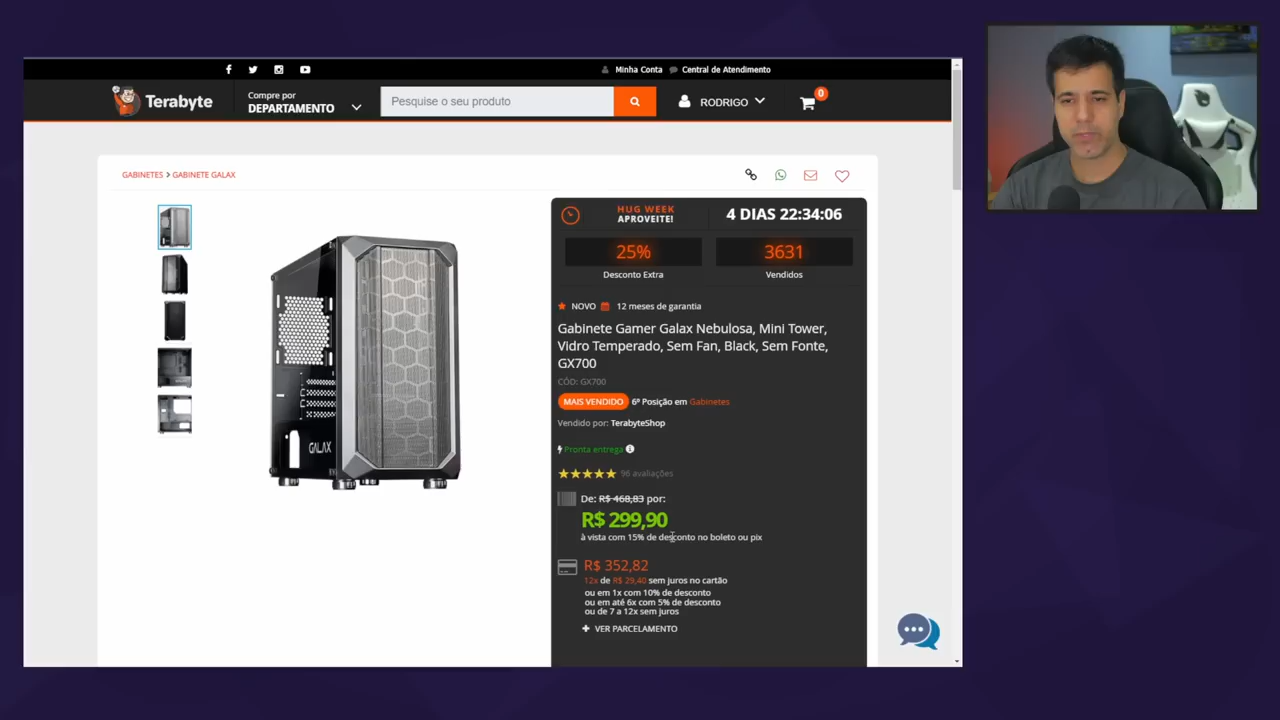 Minha Conta
Central de Atendimento
Terabyte
Compre por
DEPARTAMENTO
Pesquise o seu produto
RODRIGO
0
GABINETES > GABINETE GALAX
HUG WEEK
APROVEITE!
4 DIAS 22:34:06
25%
Desconto Extra
3631
Vendidos
NOVO
12 meses de garantia
Gabinete Gamer Galax Nebulosa, Mini Tower,
Vidro Temperado, Sem Fan, Black, Sem Fonte,
GX700
CÓD: GX700
MAIS VENDIDO 6º Posição em Gabinetes
Vendido por: TerabyteShop
Pronta entrega
96 avaliações
De: R$ 468,83 por:
R$ 299,90
à vista com 15% de desconto no boleto ou pix
R$ 352,82
12x de R$ 29,40 sem juros no cartão
ou em 1x com 10% de desconto
ou em até 6x com 5% de desconto
ou de 7 a 12x sem juros
+ VER PARCELAMENTO
GALAX